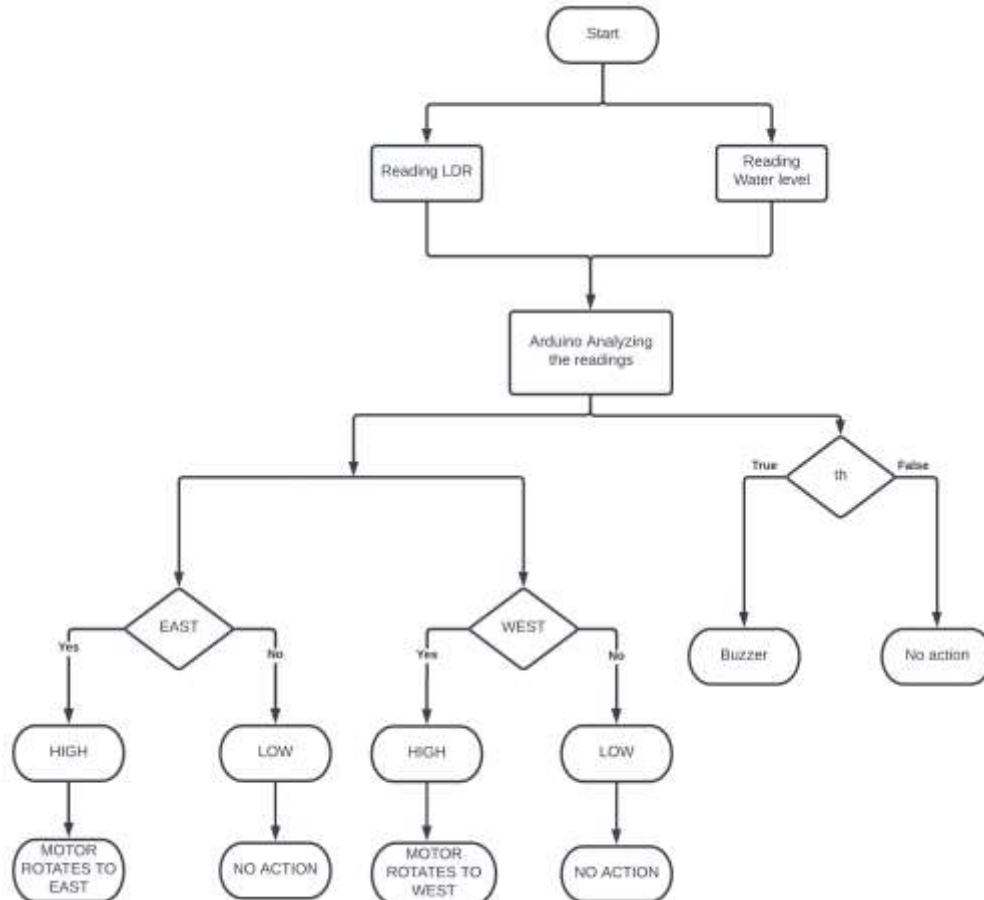 Start
Reading LDR
Reading
Water level
Arduino Analyzing
the readings
True
th
False
EAST
WEST
Yes
No
Yes
No
Buzzer
No action
HIGH
LOW
HIGH
LOW
MOTOR
ROTATES TO
EAST
NO ACTION
MOTOR
ROTATES TO
WEST
NO ACTION